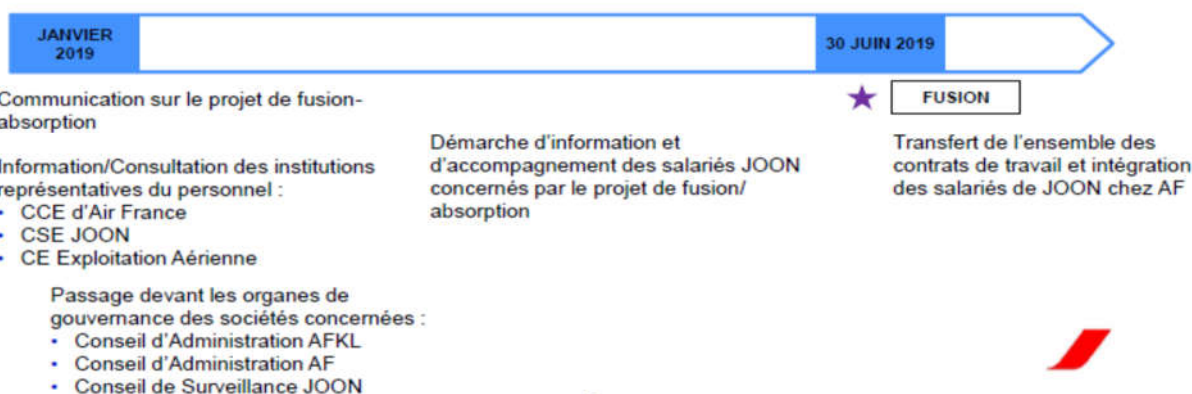 JANVIER
2019
30 JUIN 2019
Communication sur le projet de fusion-
absorption
Information/Consultation des institutions
représentatives du personnel :
• CCE d'Air France
• CSE JOON
• CE Exploitation Aérienne
Passage devant les organes de
gouvernance des sociétés concernées :
• Conseil d'Administration AFKL
• Conseil d'Administration AF
• Conseil de Surveillance JOON
Démarche d'information et
d'accompagnement des salariés JOON
concernés par le projet de fusion/
absorption
FUSION
Transfert de l'ensemble des
contrats de travail et intégration
des salariés de JOON chez AF